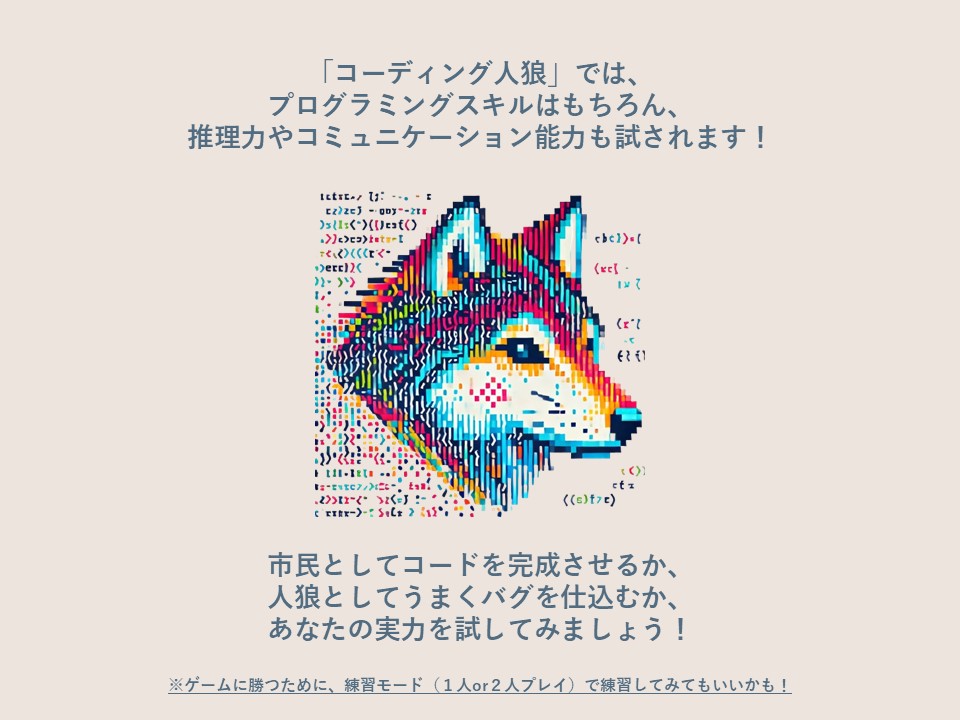 「コーディング人狼」では、
プログラミングスキルはもちろん、
推理力やコミュニケーション能力も試されます！
市民としてコードを完成させるか、
人狼としてうまくバグを仕込むか、
あなたの実力を試してみましょう！
※ゲームに勝つために、練習モード（１人or２人プレイ）で練習してみてもいいかも！